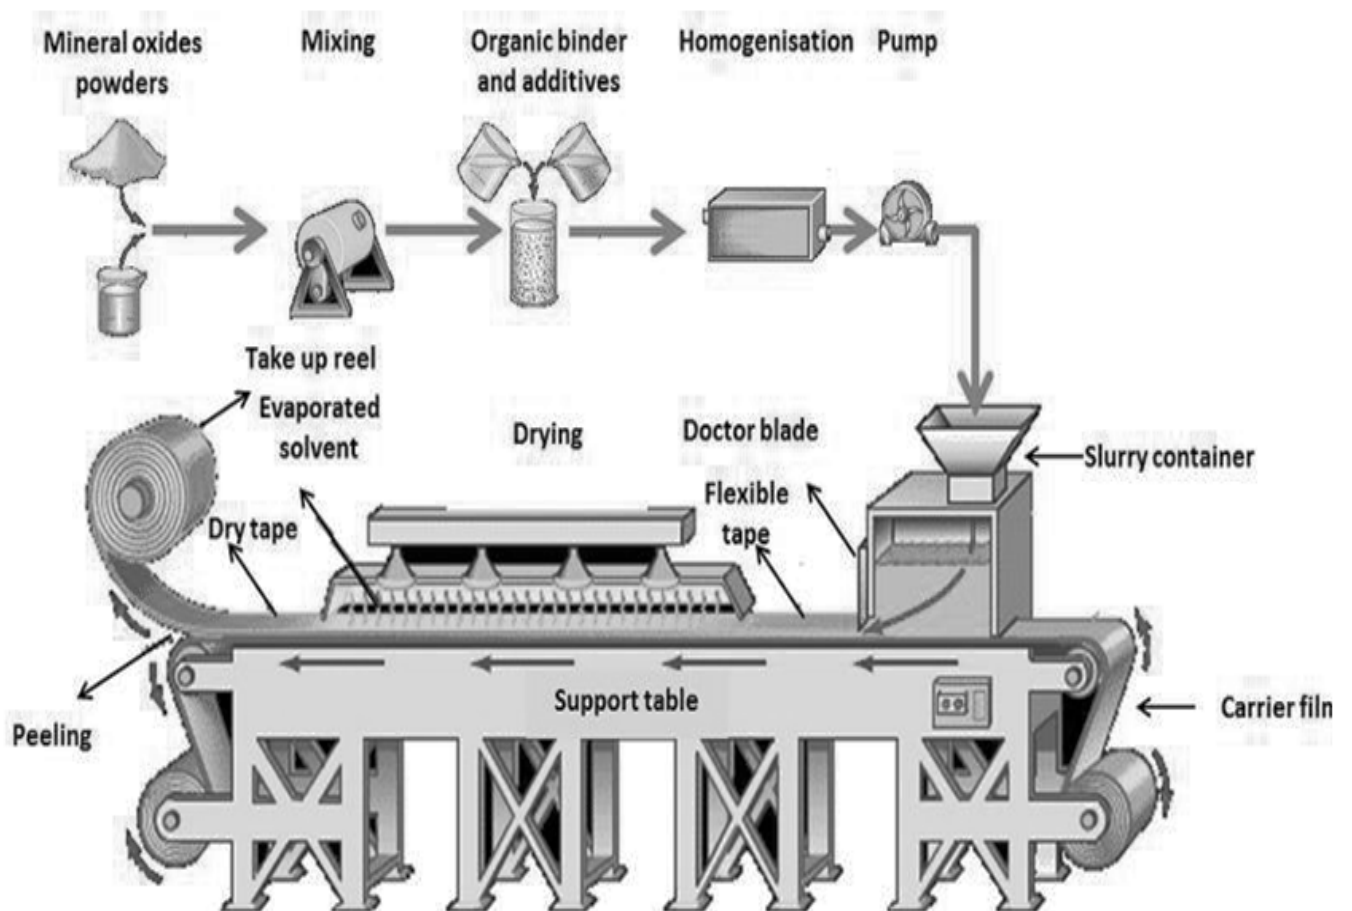 Mineral oxides
powders
Mixing
Organic binder
and additives
Homogenisation
Pump
Take up reel
Evaporated
solvent
Drying
Doctor blade
Slurry container
Flexible
tape
Dry tape
Support table
Peeling
Carrier filn